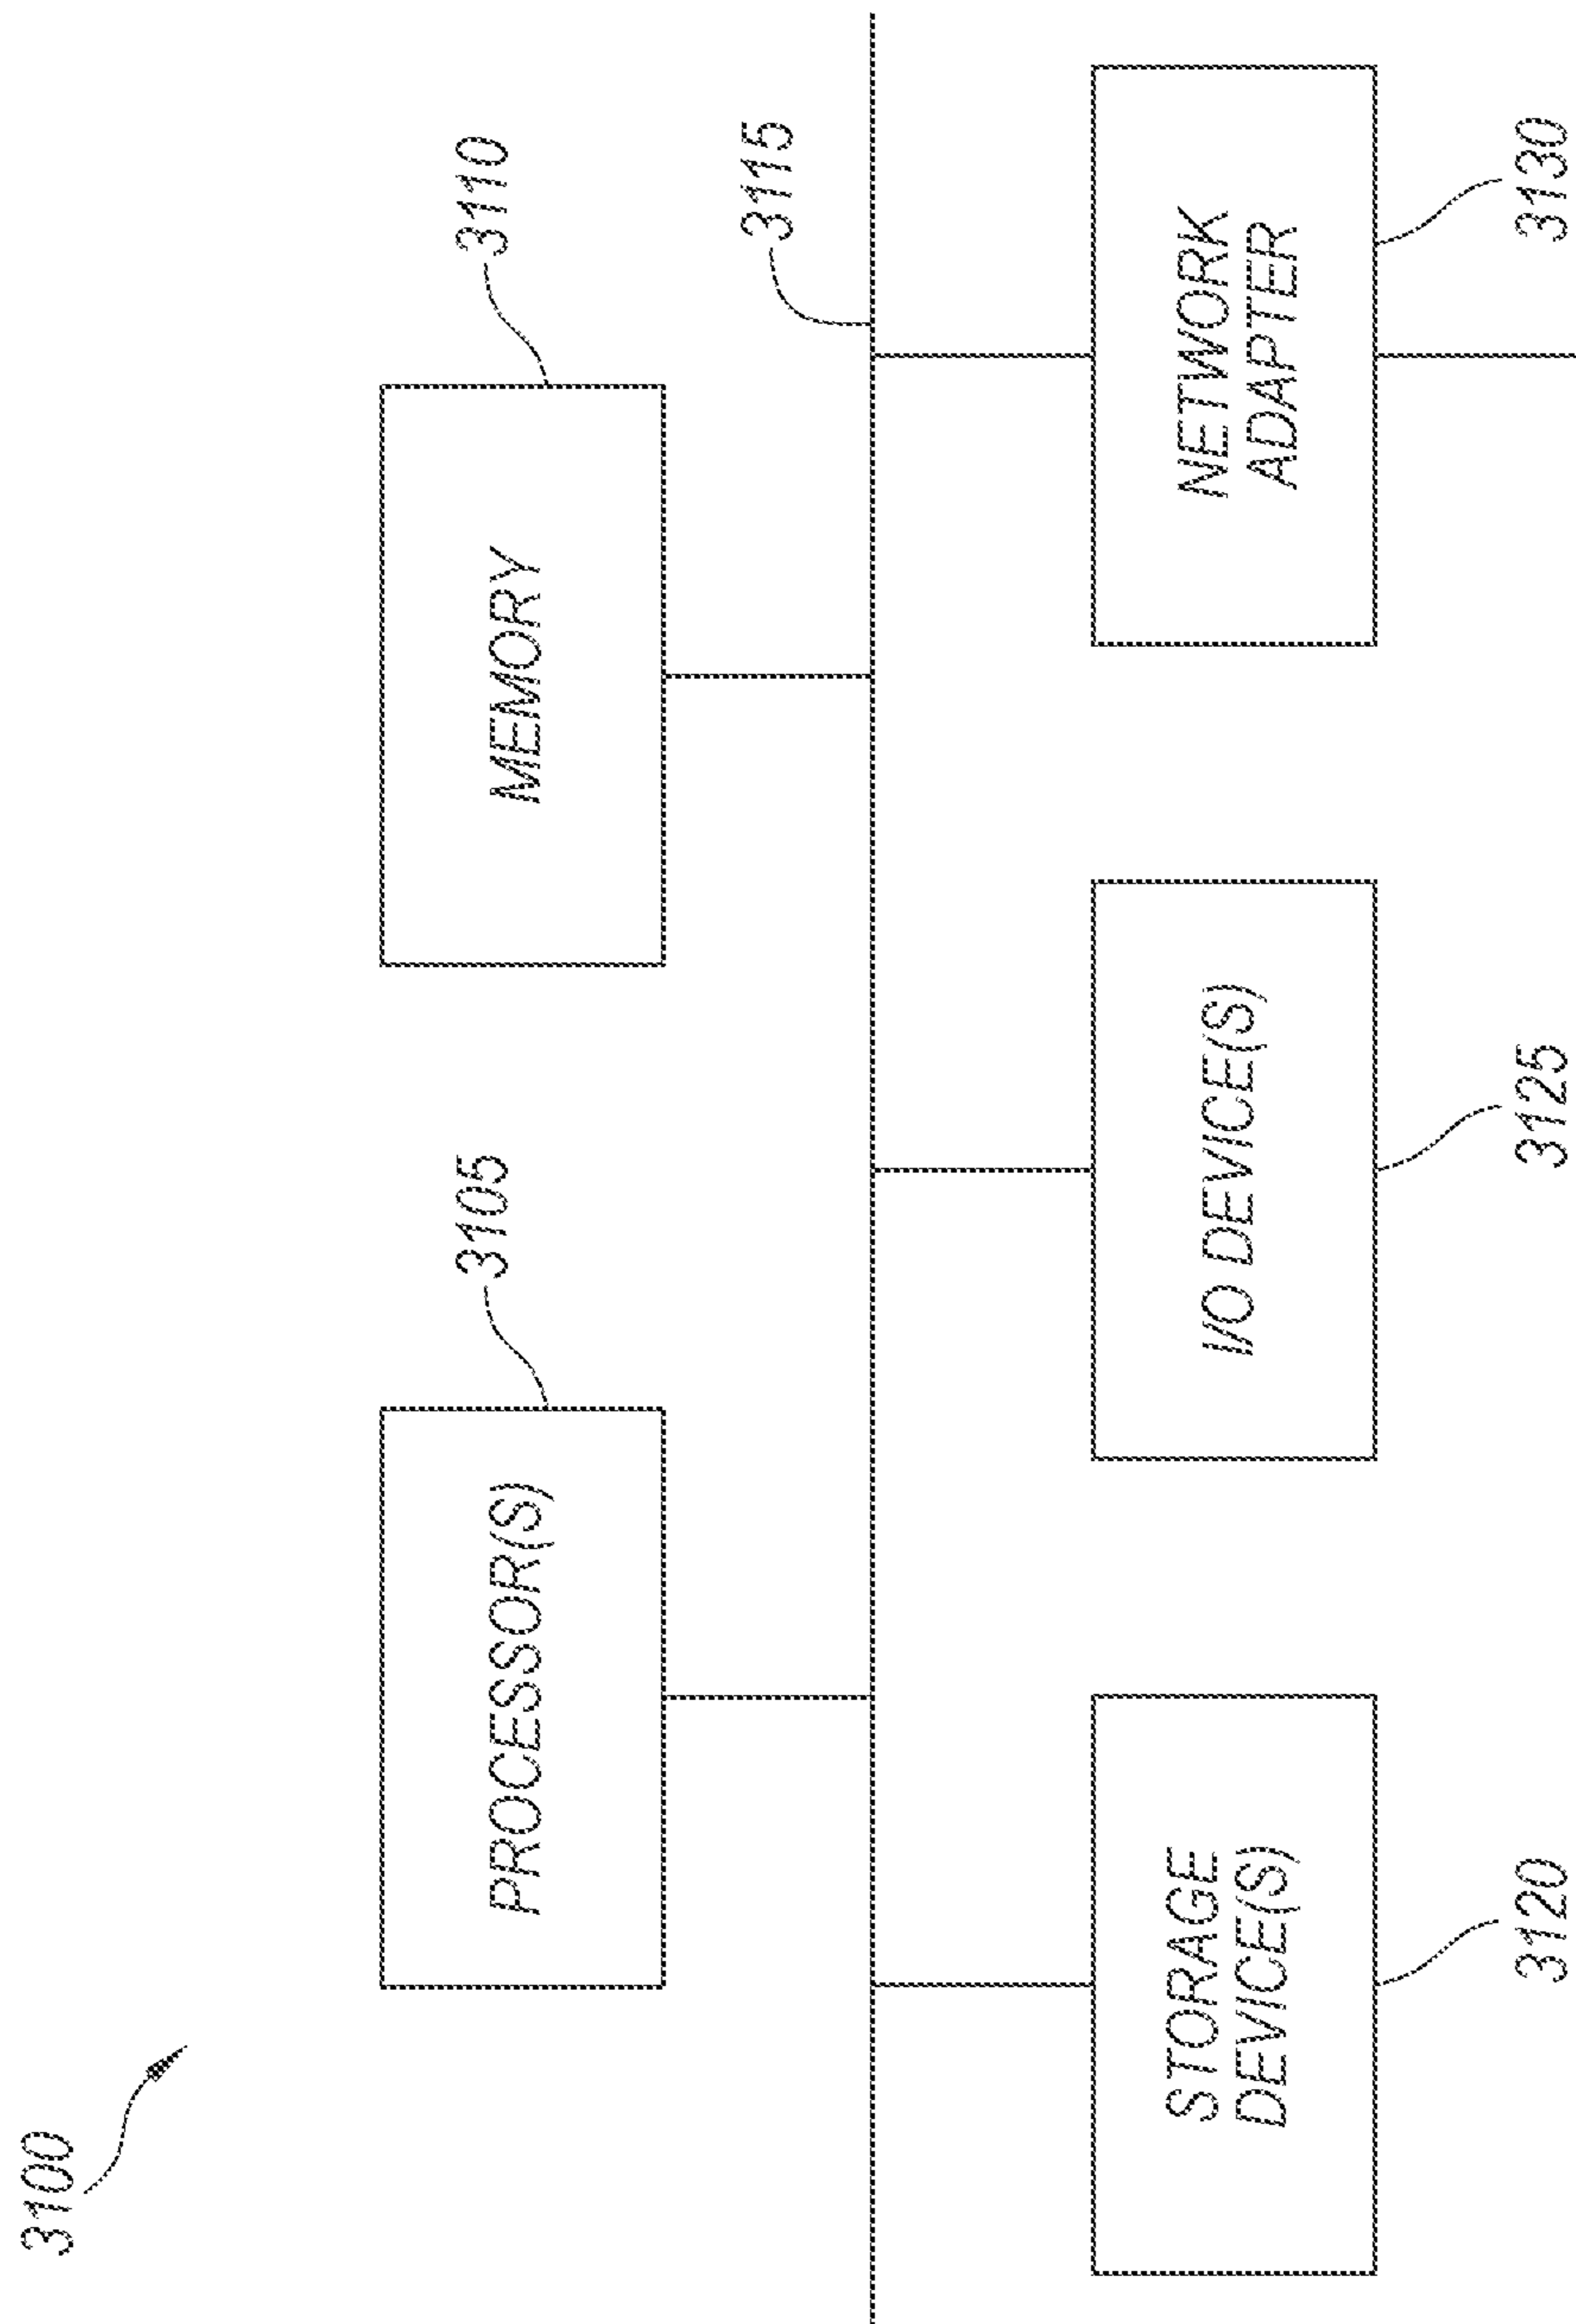 3100
PROCESSOR(S)
3105
MEMORY
3110
3115
STORAGE
DEVICE(S)
3120
I/O DEVICE(S)
3125
NETWORK
ADAPTER
3130